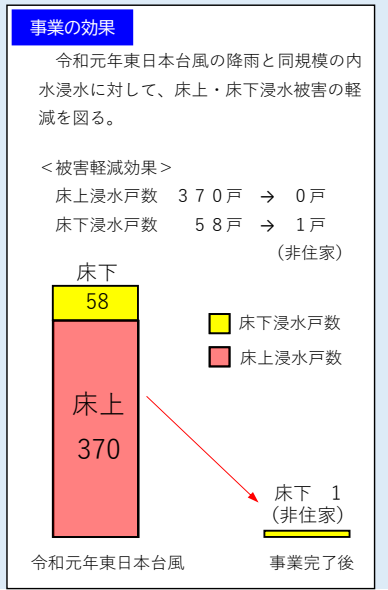 事業の効果
令和元年東日本台風の降雨と同規模の内
水浸水に対して、床上・床下浸水被害の軽
減を図る。
＜被害軽減効果＞
床上浸水戸数　３７０戸　→　０戸
床下浸水戸数　　５８戸　→　１戸
（非住家）
床下
58
床上
370
床下浸水戸数
床上浸水戸数
床下　1
（非住家）
令和元年東日本台風
事業完了後